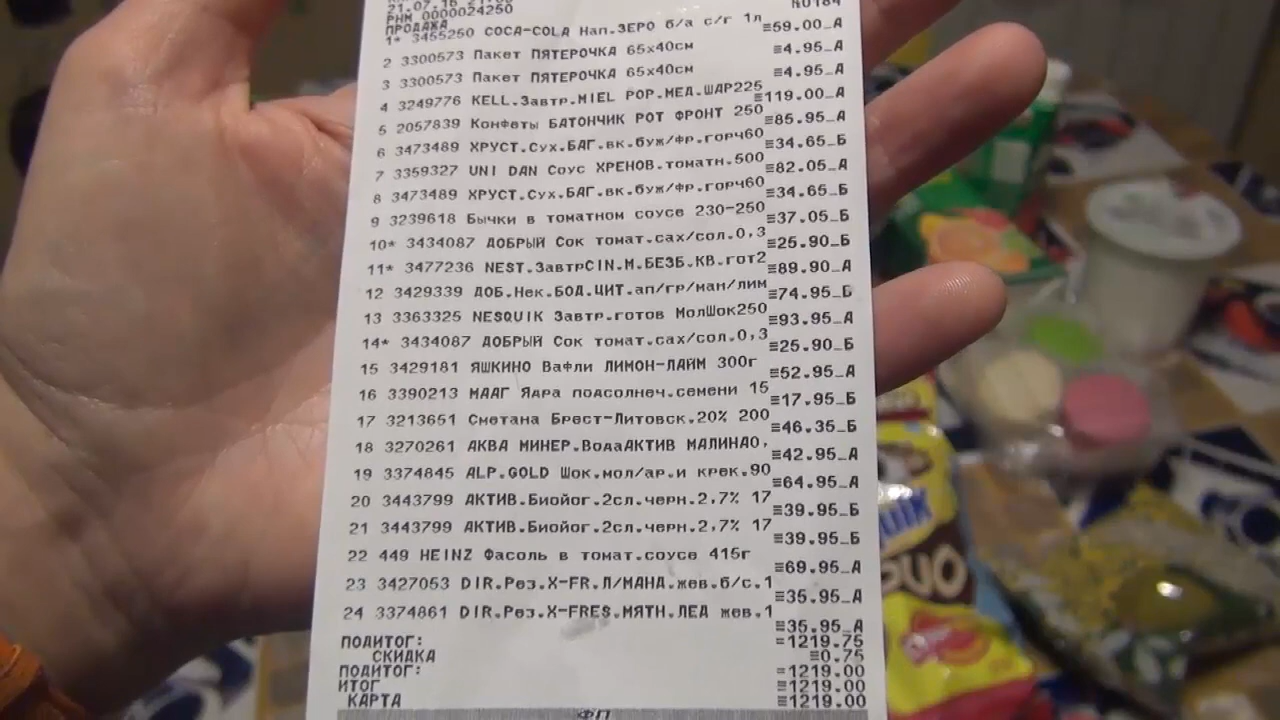 РНМ 0000024250
ПРОДАЖА
1* 3455250 COCA-COLA Нап.ЗЕРО б/а с/г 1л ≡59.00_А
2 3300573 Пакет ПЯТЕРОЧКА 65х40см ≡4.95_А
3 3300573 Пакет ПЯТЕРОЧКА 65х40см ≡4.95_А
4 3249776 KELL.Завтр.MIEL POP.МЕД.ШАР225 ≡119.00_А
5 2057839 Конфеты БАТОНЧИК РОТ ФРОНТ 250 ≡85.95_А
6 3473489 ХРУСТ.Сух.БАГ.вк.буж/фр.горч60 ≡34.65_Б
7 3359327 UNI DAN Соус ХРЕНОВ.томатн.500 ≡82.05_А
8 3473489 ХРУСТ.Сух.БАГ.вк.буж/фр.горч60 ≡34.65_Б
9 3239618 Бычки в томатном соусе 230-250 ≡37.05_Б
10* 3434087 ДОБРЫЙ Сок томат.сах/сол.0,3 ≡25.90_Б
11* 3477236 NEST.ЗавтрCIN.М.БЕЗБ.КВ.гот2 ≡89.90_А
12 3429339 ДОБ.Нек.БОД.ЦИТ.ап/гр/ман/лим ≡74.95_Б
13 3363325 NESQUIK Завтр.готов МолШок250 ≡93.95_А
14* 3434087 ДОБРЫЙ Сок томат.сах/сол.0,3 ≡25.90_Б
15 3429181 ЯШКИНО Вафли ЛИМОН-ЛАЙМ 300г ≡52.95_А
16 3390213 МААГ Ядра подсолнеч.семени 15 ≡17.95_Б
17 3213651 Сметана Брест-Литовск.20% 200 ≡46.35_Б
18 3270261 АКВА МИНЕР.ВодаАКТИВ МАЛИНА0, ≡42.95_А
19 3374845 ALP.GOLD Шок.мол/ар.и крек.90 ≡64.95_А
20 3443799 АКТИВ.Биойог.2сл.черн.2,7% 17 ≡39.95_Б
21 3443799 АКТИВ.Биойог.2сл.черн.2,7% 17 ≡39.95_Б
22 449 HEINZ Фасоль в томат.соусе 415г ≡69.95_А
23 3427053 DIR.Рез.X-FR.Л/МАНД.жев.б/с.1 ≡35.95_А
24 3374861 DIR.Рез.X-FRES.МЯТН.ЛЕД жев.1 ≡35.95_А
ПОДИТОГ: =1219.75
СКИДКА ≡0.75
ПОДИТОГ: =1219.00
ИТОГ ≡1219.00
КАРТА ≡1219.00
ФП
DUO